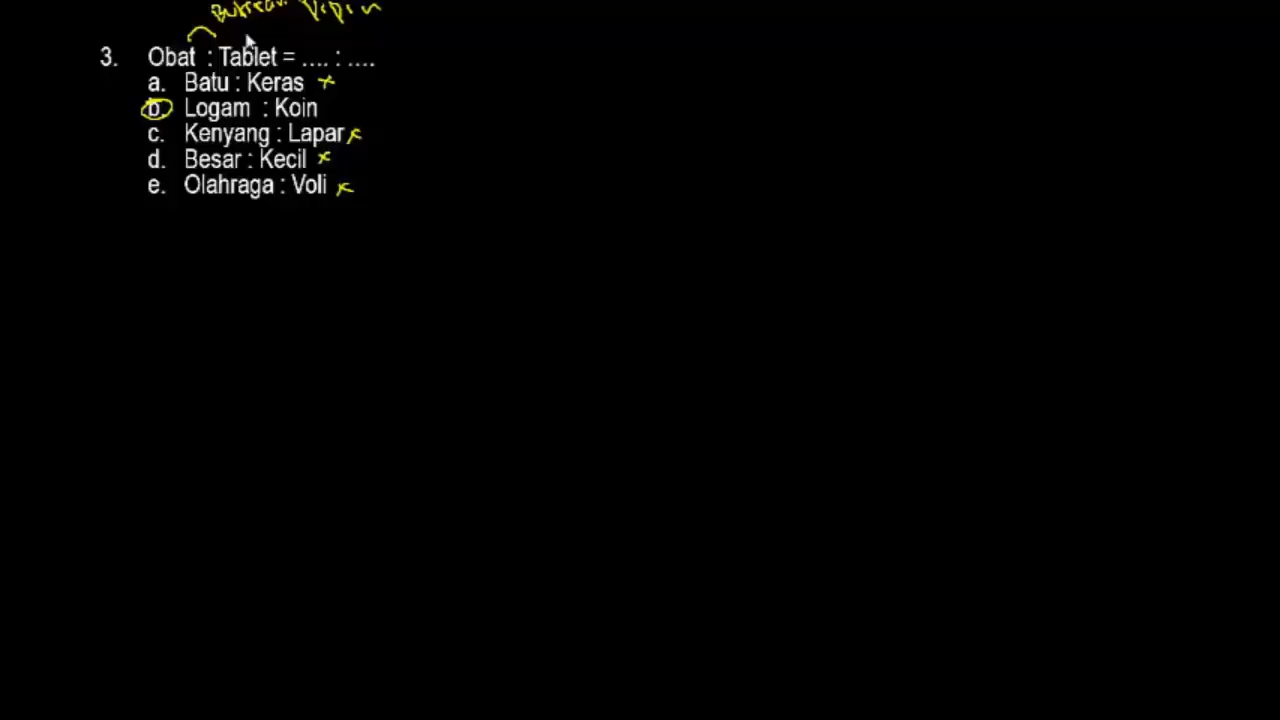 3. Obat : Tablet = .... : ....
a. Batu : Keras
b. Logam : Koin
c. Kenyang : Lapar
d. Besar : Kecil
e. Olahraga : Voli